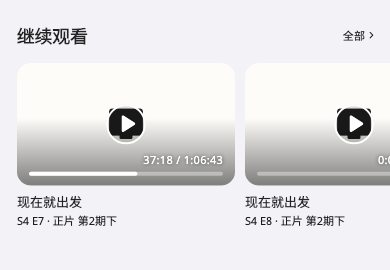 继续观看
全部
37:18 / 1:06:43
现在就出发
S4 E7 · 正片 第2期下
现在就出发
S4 E8 · 正片 第2期下